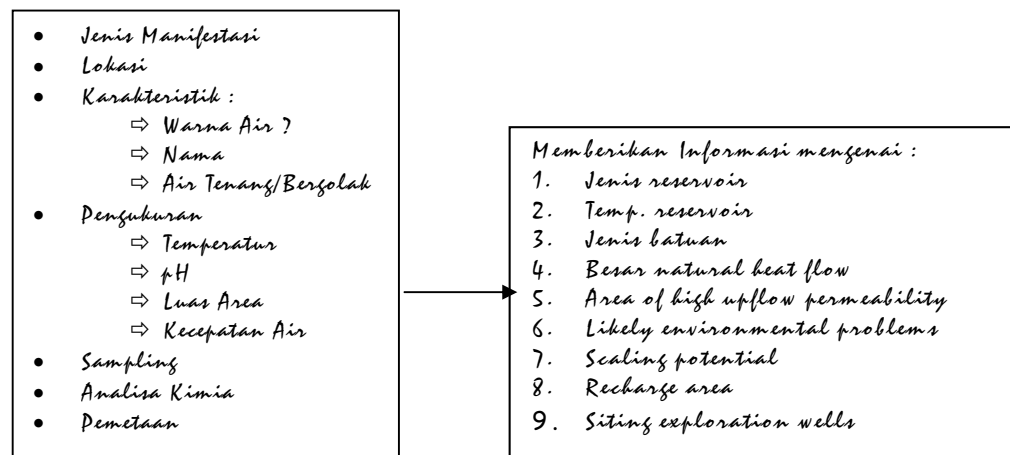 • Jenis Manifestasi
• Lokasi
• Karakteristik :
⇨ Warna Air ?
⇨ Nama
⇨ Air Tenang/Bergolak
• Pengukuran
⇨ Temperatur
⇨ pH
⇨ Luas Area
⇨ Kecepatan Air
• Sampling
• Analisa Kimia
• Pemetaan
Memberikan Informasi mengenai :
1. Jenis reservoir
2. Temp. reservoir
3. Jenis batuan
4. Besar natural heat flow
5. Area of high upflow permeability
6. Likely environmental problems
7. Scaling potential
8. Recharge area
9. Siting exploration wells